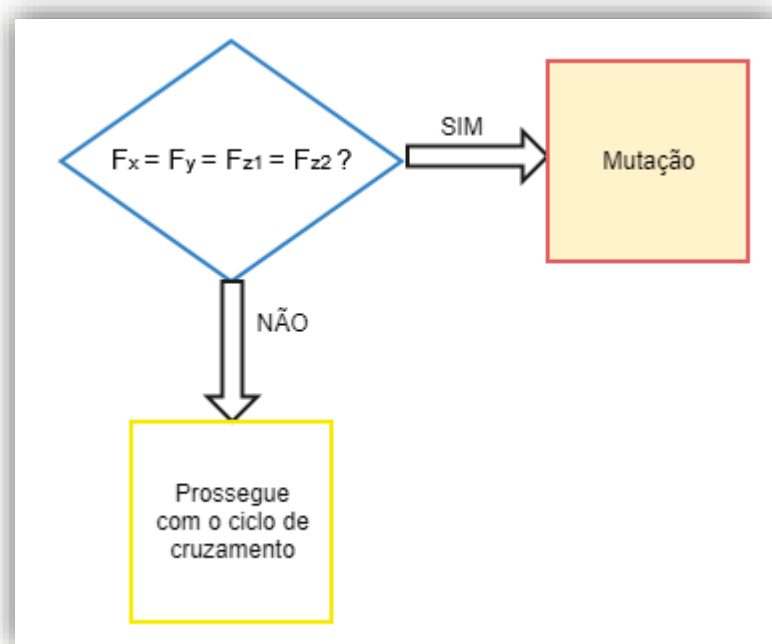 Fx = Fy = Fz1 = Fz2 ?
SIM
Mutação
NÃO
Prossegue
com o ciclo de
cruzamento